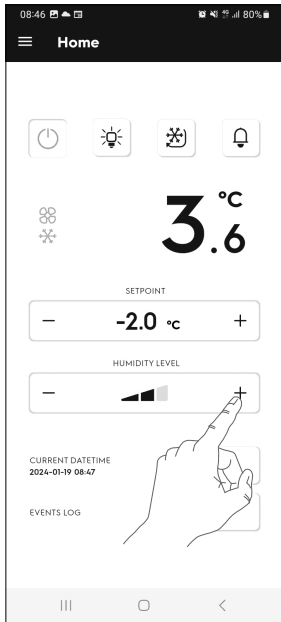 08:46 4G 80%
Home
3.6 °C
SETPOINT
− -2.0 °C +
HUMIDITY LEVEL
− +
CURRENT DATETIME
2024-01-19 08:47
EVENTS LOG